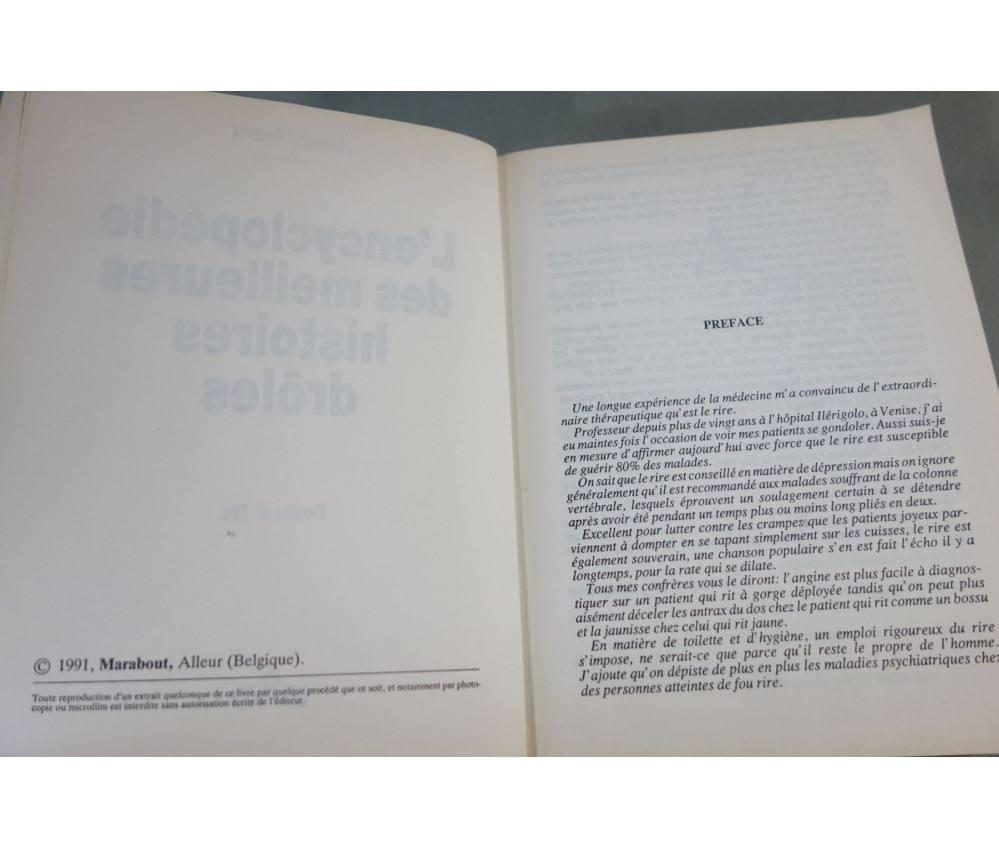 L'encyclopédie
des meilleures
histoires
drôles
© 1991, Marabout, Alleur (Belgique).
Toute reproduction d'un extrait quelconque de ce livre par quelque procédé que ce soit, et notamment par photo-
copie ou microfilm est interdite sans autorisation écrite de l'éditeur.
PREFACE
Une longue expérience de la médecine m'a convaincu de l'extraordi-
naire thérapeutique qu'est le rire.
Professeur depuis plus de vingt ans à l'hôpital Ilérigolo, à Venise, j'ai
eu maintes fois l'occasion de voir mes patients se gondoler. Aussi suis-je
en mesure d'affirmer aujourd'hui avec force que le rire est susceptible
de guérir 80% des malades.
On sait que le rire est conseillé en matière de dépression mais on ignore
généralement qu'il est recommandé aux malades souffrant de la colonne
vertébrale, lesquels éprouvent un soulagement certain à se détendre
après avoir été pendant un temps plus ou moins long pliés en deux.
Excellent pour lutter contre les crampes que les patients joyeux par-
viennent à dompter en se tapant simplement sur les cuisses, le rire est
également souverain, une chanson populaire s'en est fait l'écho il y a
longtemps, pour la rate qui se dilate.
Tous mes confrères vous le diront: l'angine est plus facile à diagnos-
tiquer sur un patient qui rit à gorge déployée tandis qu'on peut plus
aisément déceler les antrax du dos chez le patient qui rit comme un bossu
et la jaunisse chez celui qui rit jaune.
En matière de toilette et d'hygiène, un emploi rigoureux du rire
s'impose, ne serait-ce que parce qu'il reste le propre de l'homme.
J'ajoute qu'on dépiste de plus en plus les maladies psychiatriques chez
des personnes atteintes de fou rire.